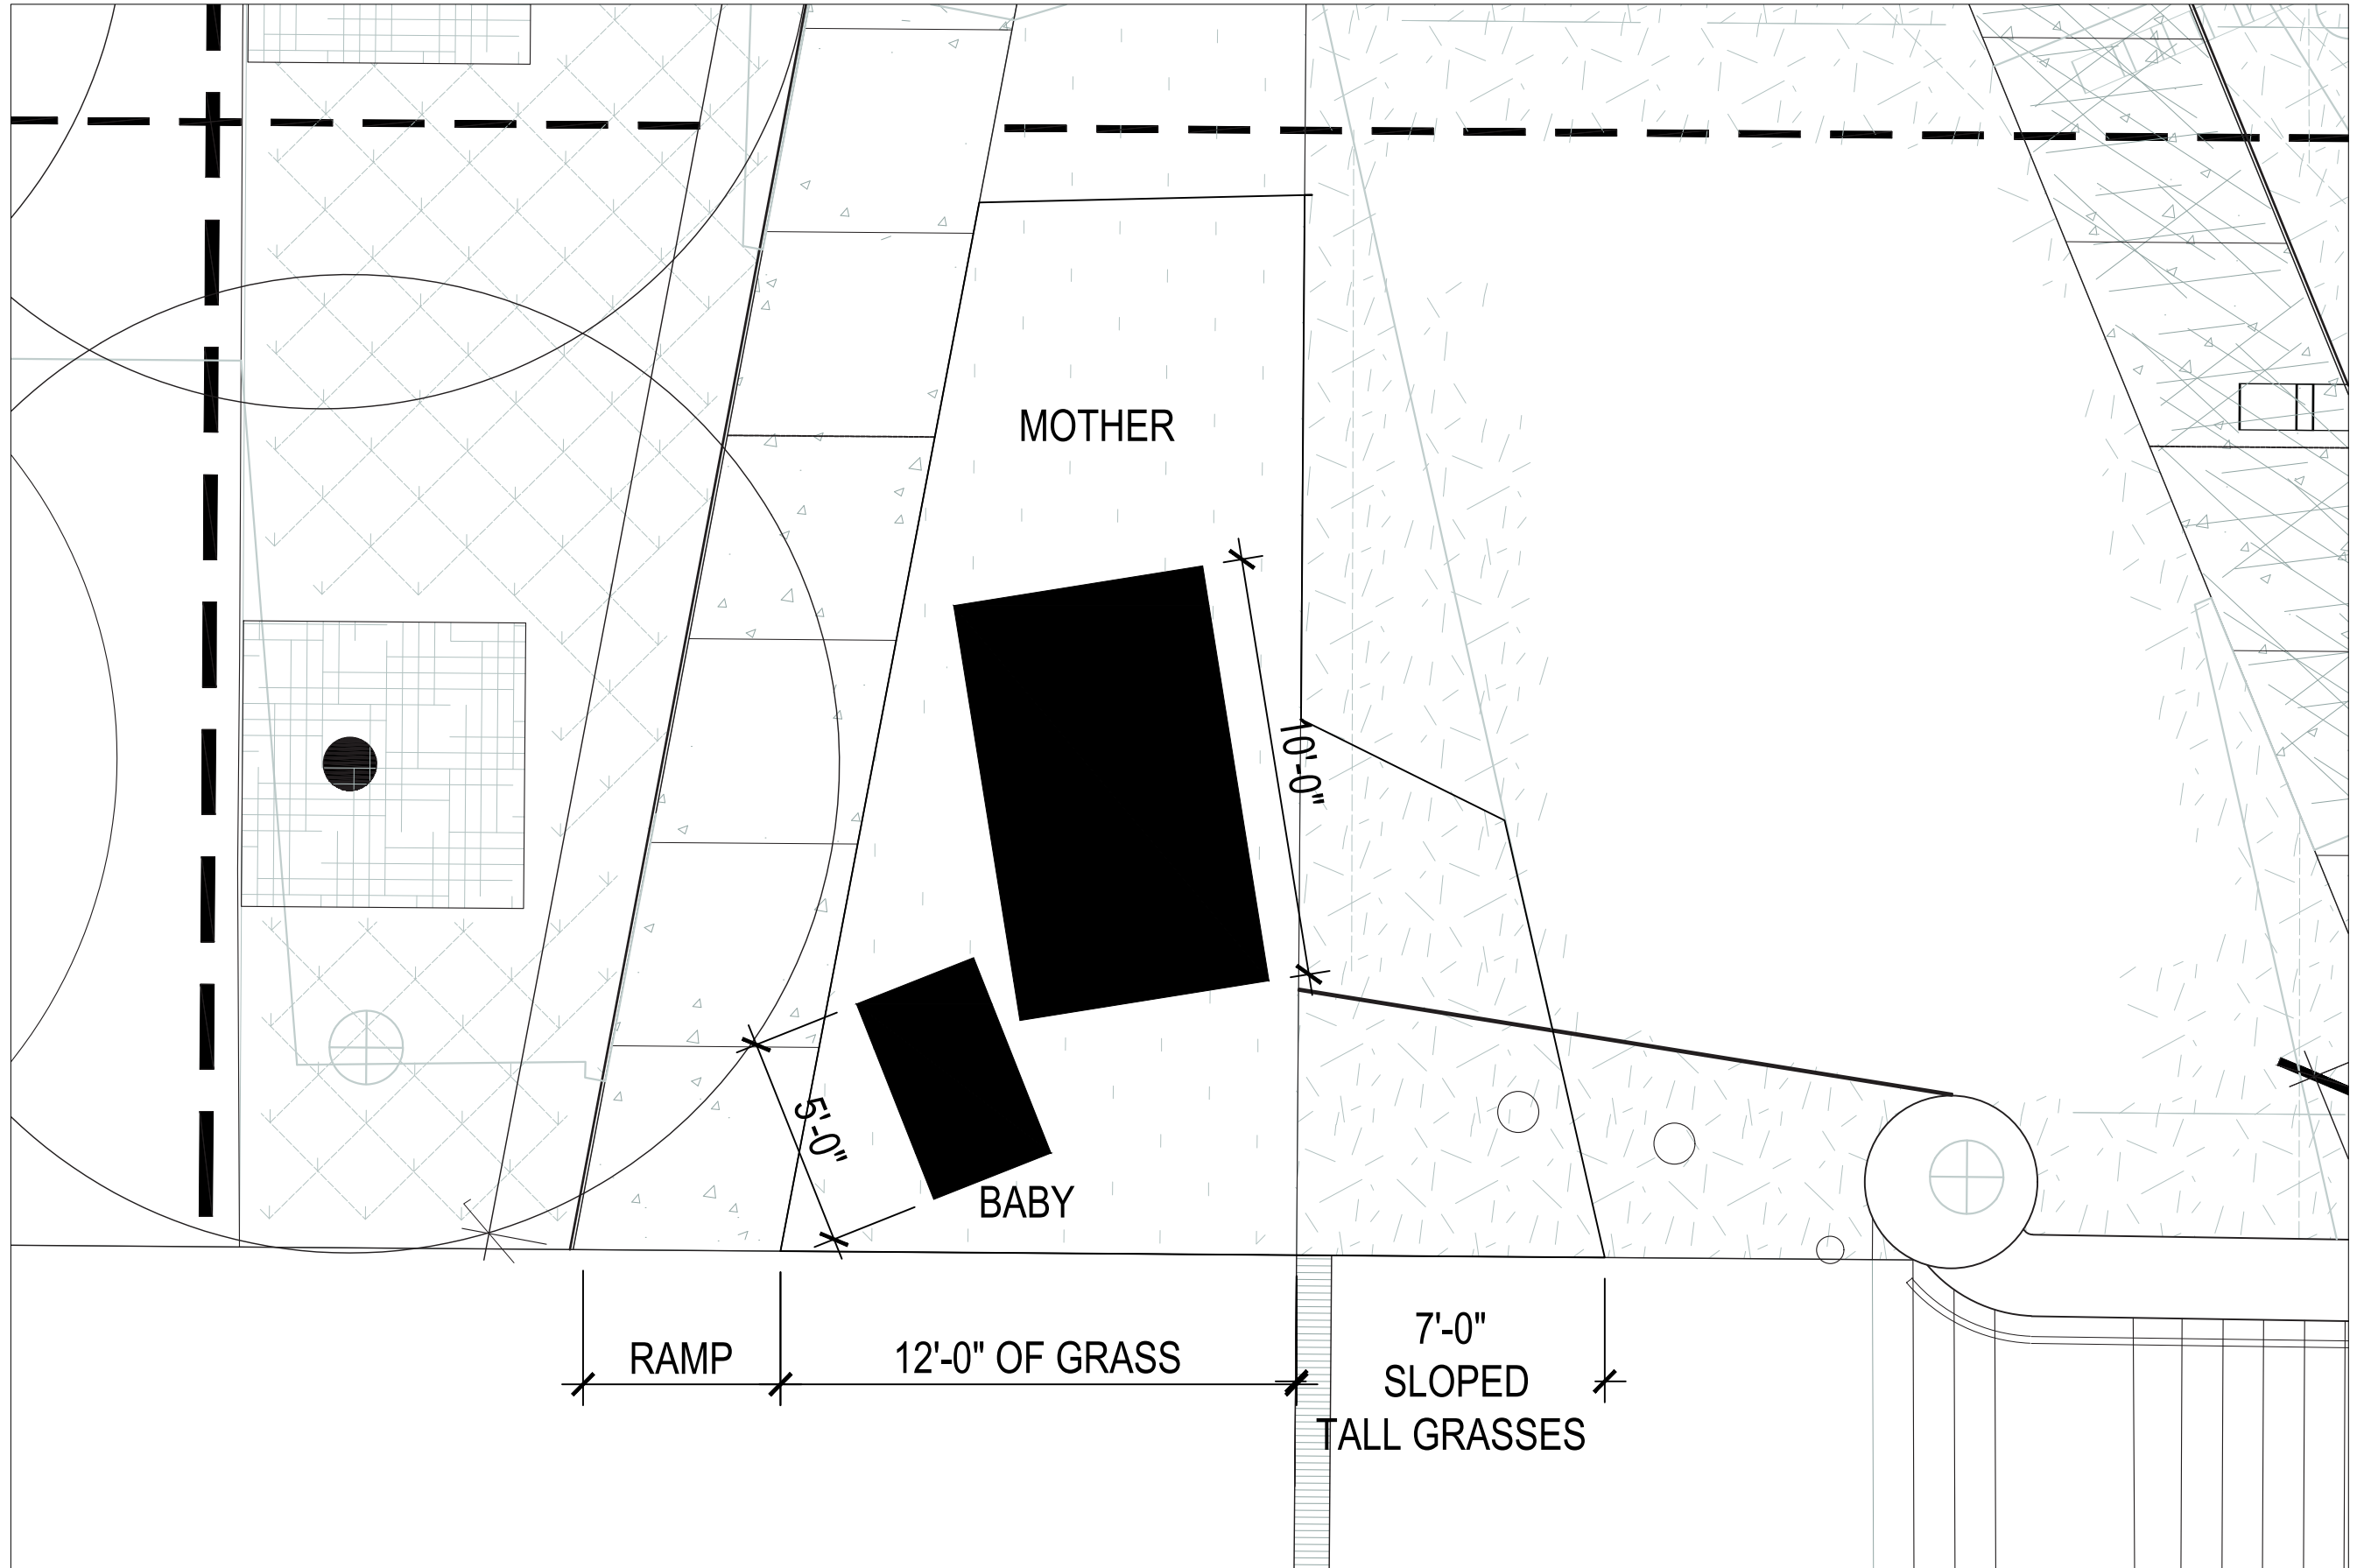 MOTHER
10'-0"
5'-0"
BABY
RAMP
12'-0" OF GRASS
7'-0"
SLOPED
TALL GRASSES